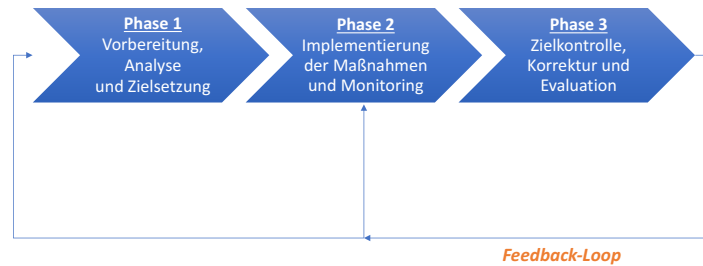 Phase 1
Vorbereitung,
Analyse
und Zielsetzung
Phase 2
Implementierung
der Maßnahmen
und Monitoring
Phase 3
Zielkontrolle,
Korrektur und
Evaluation
Feedback-Loop